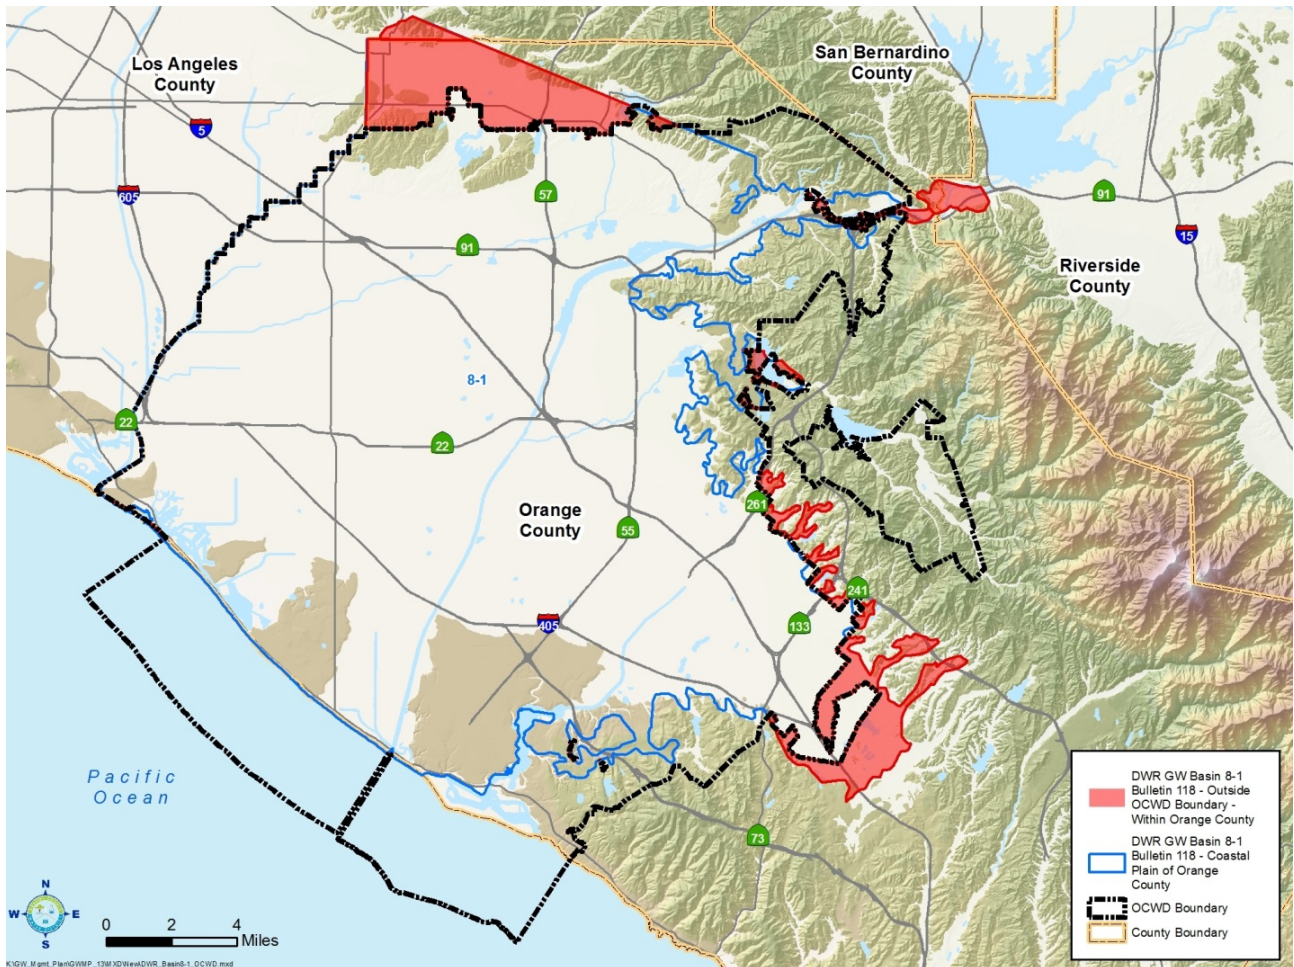 Los Angeles
County
San Bernardino
County
5
605
57
91
91
15
Riverside
County
8-1
22
22
261
Orange
County
55
241
405
133
Pacific
Ocean
73
DWR GW Basin 8-1
Bulletin 118 - Outside
OCWD Boundary -
Within Orange County
DWR GW Basin 8-1
Bulletin 118 - Coastal
Plain of Orange
County
OCWD Boundary
County Boundary
N
W
E
S
0 2 4
Miles